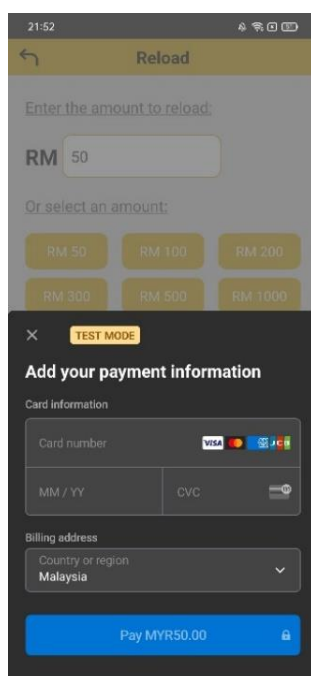 21:52
Reload
Enter the amount to reload:
RM 50
Or select an amount:
RM 50 RM 100 RM 200
RM 300 RM 500 RM 1000
TEST MODE
Add your payment information
Card information
Card number VISA JCB
MM / YY CVC
Billing address
Country or region
Malaysia
Pay MYR50.00